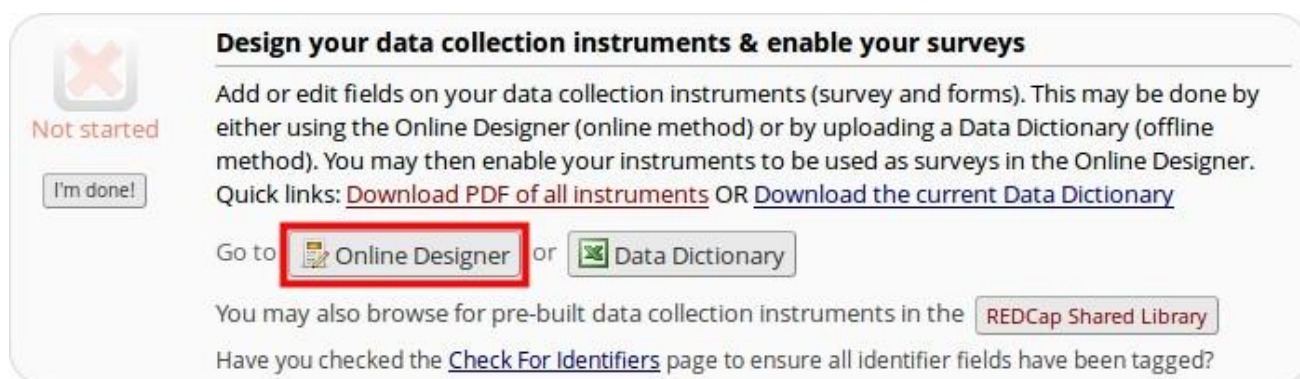 Design your data collection instruments & enable your surveys
Add or edit fields on your data collection instruments (survey and forms). This may be done by
Not started
either using the Online Designer (online method) or by uploading a Data Dictionary (offline
method). You may then enable your instruments to be used as surveys in the Online Designer.
I'm done!
Quick links: Download PDF of all instruments OR Download the current Data Dictionary
Go to Online Designer or Data Dictionary
You may also browse for pre-built data collection instruments in the REDCap Shared Library
Have you checked the Check For Identifiers page to ensure all identifier fields have been tagged?